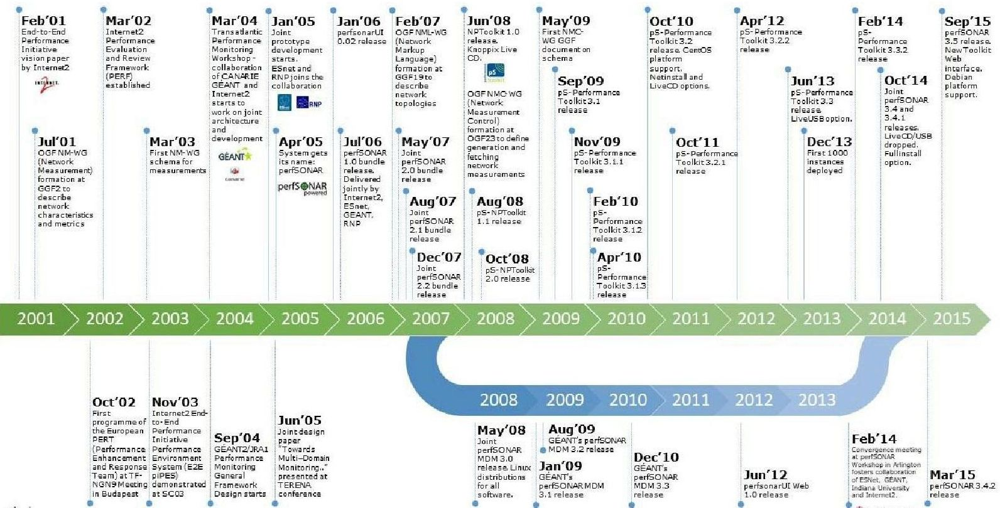 Feb’01
End-to-End
Performance
Initiative
vision paper
by Internet2
INTERNET
2
Mar’02
Internet2
Performance
Evaluation
and Review
Framework
(PERF)
established
Mar’04
Transatlantic
Performance
Monitoring
Workshop -
collaboration
of CANARIE
GÉANT and
Internet2
starts to
work on joint
architecture
and
development
GÉANT
canarie
Jan’05
Joint
prototype
development
starts.
ESnet and
RNP joins the
collaboration
RNP
Jan’06
perfsonarUI
0.02 release
Feb’07
OGF NML-WG
(Network
Markup
Language)
formation at
GGF19 to
describe
network
topologies
Jun’08
NPToolkit 1.0
release.
Knoppix Live
CD.
pS
toolkit
OGF NMC-WG
(Network
Measurement
Control)
formation at
OGF23 to define
generation and
fetching
network
measurements
May’09
First NMC-
WG GGF
document on
schema
Sep’09
pS-Performance
Toolkit 3.1
release
Oct’10
pS-Performance
Toolkit 3.2
release. CentOS
platform
support.
Netinstall and
LiveCD options.
Apr’12
pS-Performance
Toolkit 3.2.2
release
Jun’13
pS-Performance
Toolkit 3.3
release.
LiveUSB option.
Feb’14
pS-
Performance
Toolkit 3.3.2
release
Oct’14
Joint
perfSONAR
3.4 and
3.4.1
releases.
LiveCD/USB
dropped.
Fullinstall
option.
Sep’15
perfSONAR
3.5 release.
New Toolkit
Web
interface.
Debian
platform
support.
Jul’01
OGF NM-WG
(Network
Measurement)
formation at
GGF2 to
describe
network
characteristics
and metrics
Mar’03
First NM-WG
schema for
measurements
Apr’05
System gets
its name:
perfSONAR
perfSONAR
powered
Jul’06
perfSONAR
1.0 bundle
release.
Delivered
jointly by
Internet2,
ESnet,
GEANT,
RNP
May’07
Joint
perfSONAR
2.0 bundle
release
Aug’07
Joint
perfSONAR
2.1 bundle
release
Dec’07
Joint
perfSONAR
2.2 bundle
release
Aug’08
pS-NPToolkit
1.1 release
Oct’08
pS-NPToolkit
2.0 release
Nov’09
pS-Performance
Toolkit 3.1.1
release
Feb’10
pS-
Performance
Toolkit 3.1.2
release
Apr’10
pS-
Performance
Toolkit 3.1.3
release
Oct’11
pS-Performance
Toolkit 3.2.1
release
Dec’13
First 1000
instances
deployed
2001 2002 2003 2004 2005 2006 2007 2008 2009 2010 2011 2012 2013 2014 2015
2008 2009 2010 2011 2012 2013
Oct’02
First
programme of
the European
PERT
(Performance
Enhancement
and Response
Team) at TF-
NGN9 Meeting
in Budapest
Nov’03
Internet2 End-
to-End
Performance
Initiative
Performance
Environment
System (E2E
piPES)
demonstrated
at SC03
Sep’04
GÉANT2/JRA1
Performance
Monitoring
General
Framework
Design starts
Jun’05
Joint design
paper
“Towards
Multi–Domain
Monitoring..”
presented at
TERENA
conference
May’08
Joint
perfSONAR
MDM 3.0
release. Linux
distributions
for all
software.
Aug’09
GÉANT’s perfSONAR
MDM 3.2 release
Jan’09
GÉANT’s
perfSONAR MDM
3.1 release
Dec’10
GÉANT’s
perfSONAR
MDM 3.3
release
Jun’12
perfsonarUI Web
1.0 release
Feb’14
Convergence meeting
at perfSONAR
Workshop in Arlington
fosters collaboration
of ESNet, GÉANT,
Indiana University
and Internet2.
Mar’15
perfSONAR 3.4.2
release